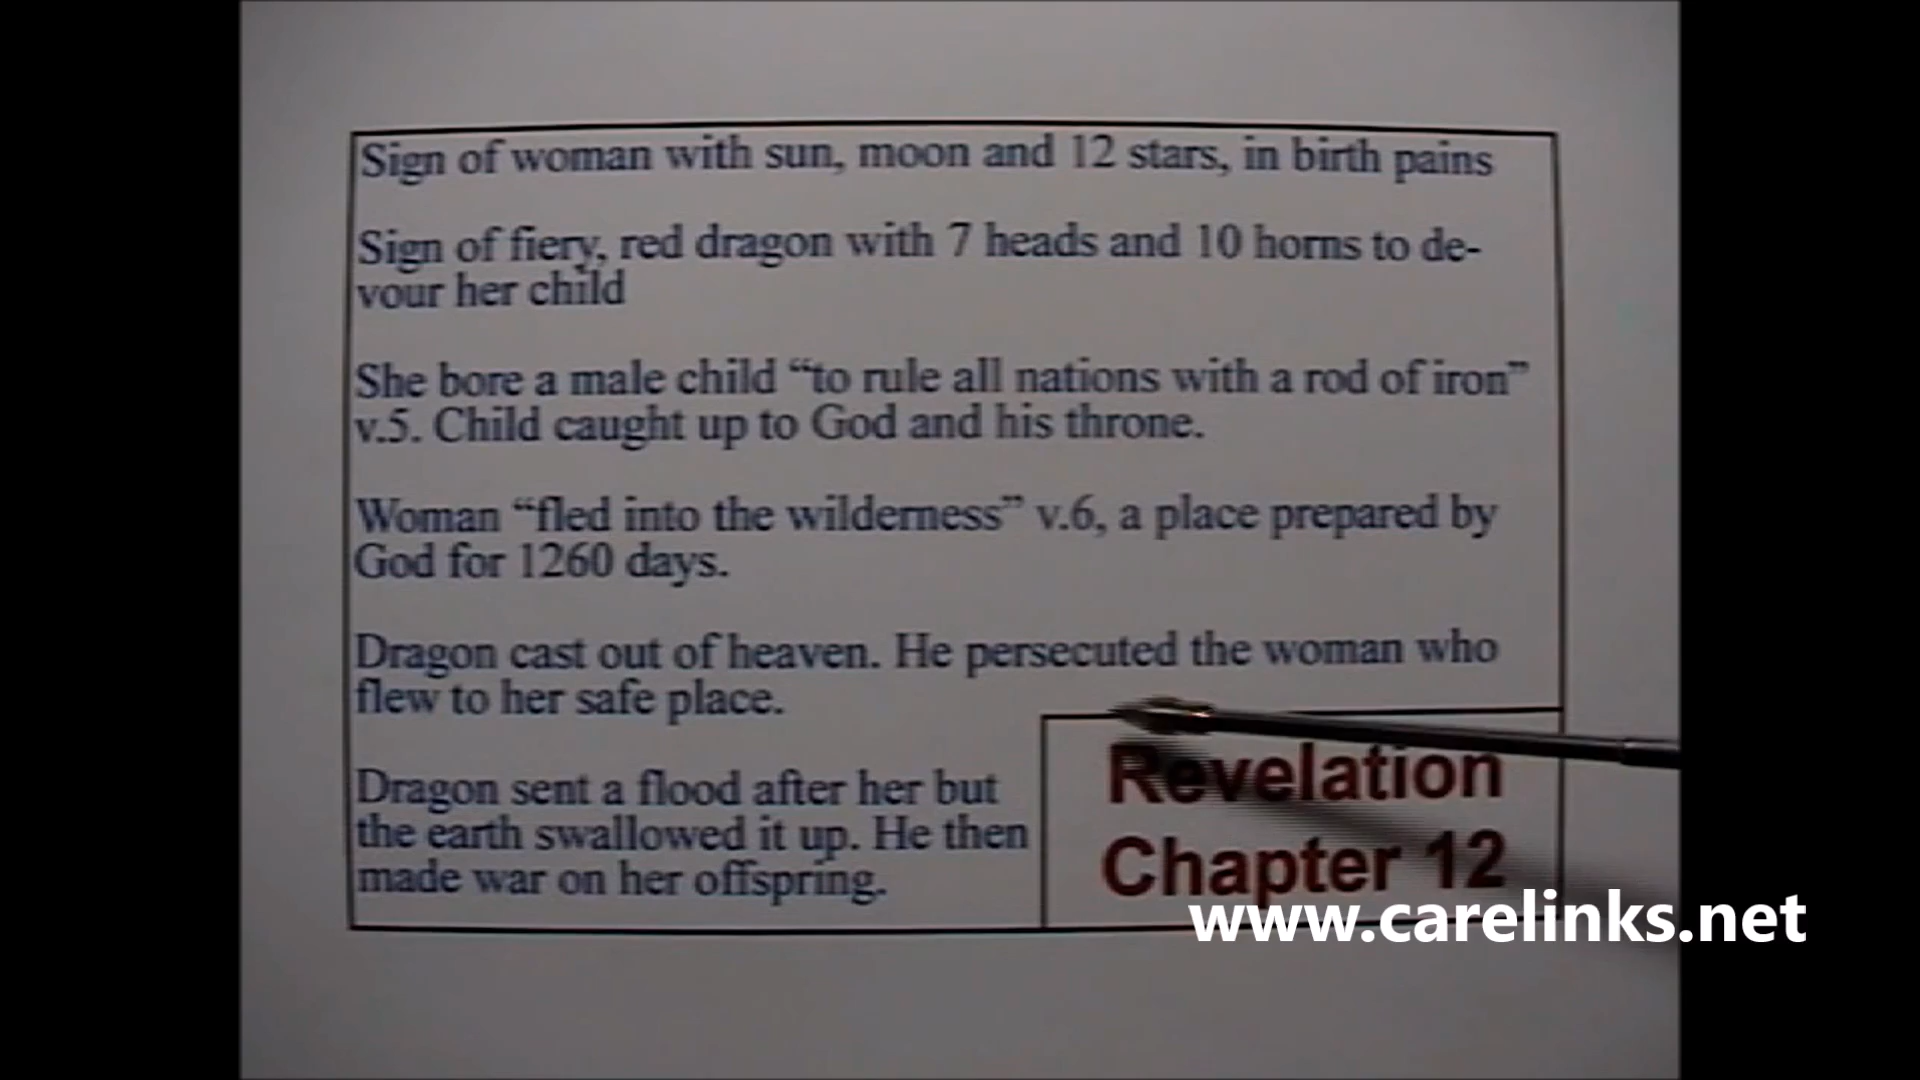 Sign of woman with sun, moon and 12 stars, in birth pains
Sign of fiery, red dragon with 7 heads and 10 horns to de-
vour her child
She bore a male child “to rule all nations with a rod of iron”
v.5. Child caught up to God and his throne.
Woman “fled into the wilderness” v.6, a place prepared by
God for 1260 days.
Dragon cast out of heaven. He persecuted the woman who
flew to her safe place.
Dragon sent a flood after her but
the earth swallowed it up. He then
made war on her offspring.
Revelation
Chapter 12
www.carelinks.net